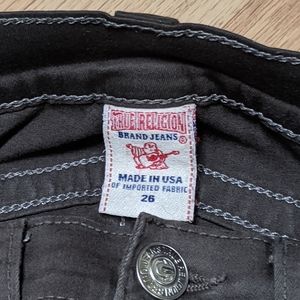 TRUE RELIGION
BRAND JEANS
®
MADE IN USA
OF IMPORTED FABRIC
26